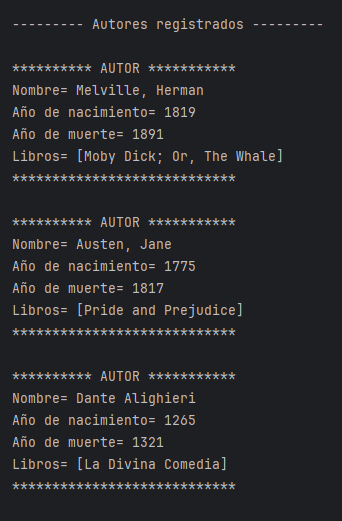 --------- Autores registrados ---------
********** AUTOR ***********
Nombre= Melville, Herman
Año de nacimiento= 1819
Año de muerte= 1891
Libros= [Moby Dick; Or, The Whale]
****************************
********** AUTOR ***********
Nombre= Austen, Jane
Año de nacimiento= 1775
Año de muerte= 1817
Libros= [Pride and Prejudice]
****************************
********** AUTOR ***********
Nombre= Dante Alighieri
Año de nacimiento= 1265
Año de muerte= 1321
Libros= [La Divina Comedia]
****************************